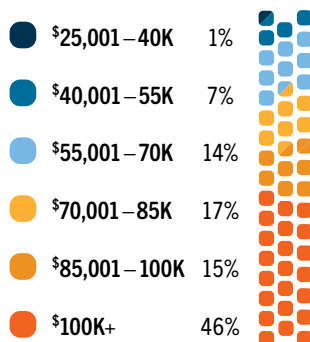 $25,001–40K 1%
$40,001–55K 7%
$55,001–70K 14%
$70,001–85K 17%
$85,001–100K 15%
$100K+ 46%